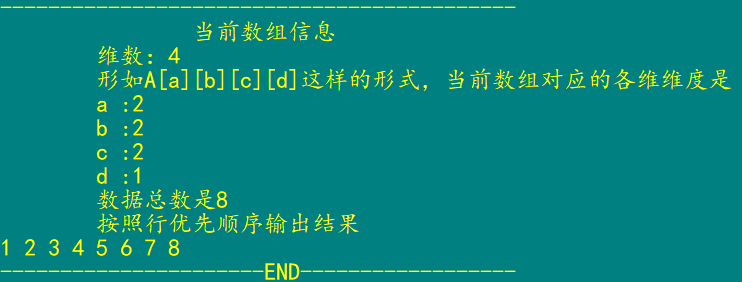 -------------------------------------------
当前数组信息
维数：4
形如A[a][b][c][d]这样的形式，当前数组对应的各维维度是
a :2
b :2
c :2
d :1
数据总数是8
按照行优先顺序输出结果
1 2 3 4 5 6 7 8
----------------------END------------------